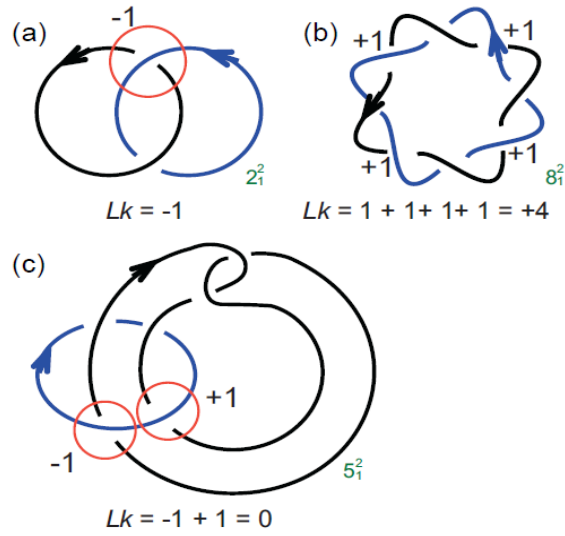 (a)
-1
2²₁
Lk = -1
(b)
+1
+1
+1
+1
8²₁
Lk = 1 + 1+ 1+ 1 = +4
(c)
+1
-1
5²₁
Lk = -1 + 1 = 0